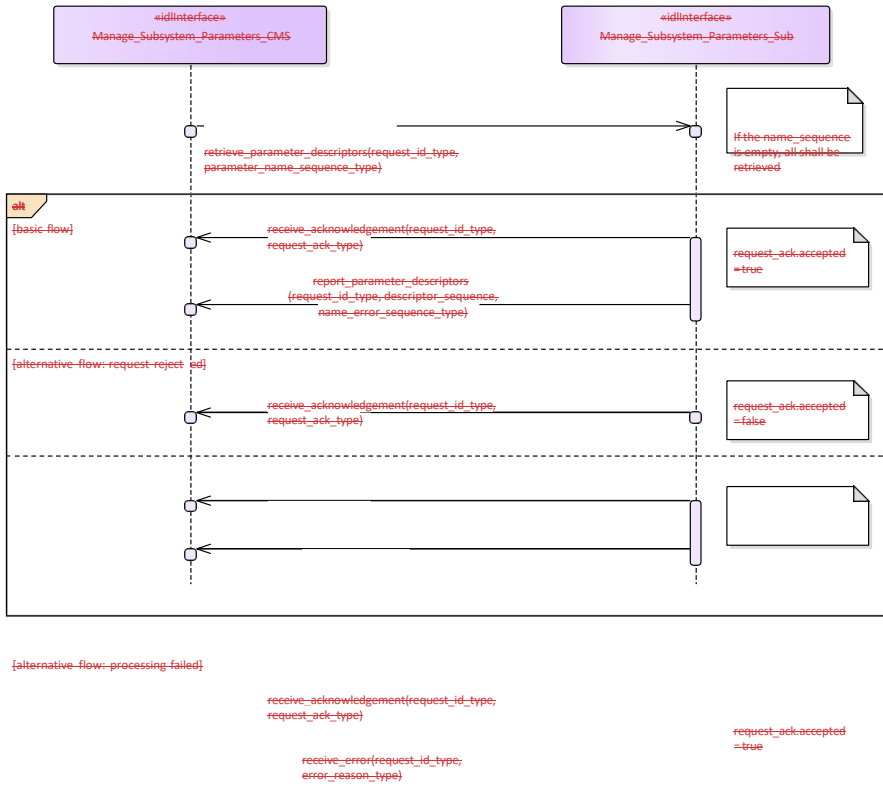 «idlInterface»
Manage_Subsystem_Parameters_CMS
«idlInterface»
Manage_Subsystem_Parameters_Sub
If the name_sequence
is empty, all shall be
retrieved
retrieve_parameter_descriptors(request_id_type,
parameter_name_sequence_type)
alt
[basic flow]
receive_acknowledgement(request_id_type,
request_ack_type)
request_ack.accepted
= true
report_parameter_descriptors
(request_id_type, descriptor_sequence,
name_error_sequence_type)
[alternative flow: request reject ed]
receive_acknowledgement(request_id_type,
request_ack_type)
request_ack.accepted
= false
[alternative flow: processing failed]
receive_acknowledgement(request_id_type,
request_ack_type)
request_ack.accepted
= true
receive_error(request_id_type,
error_reason_type)